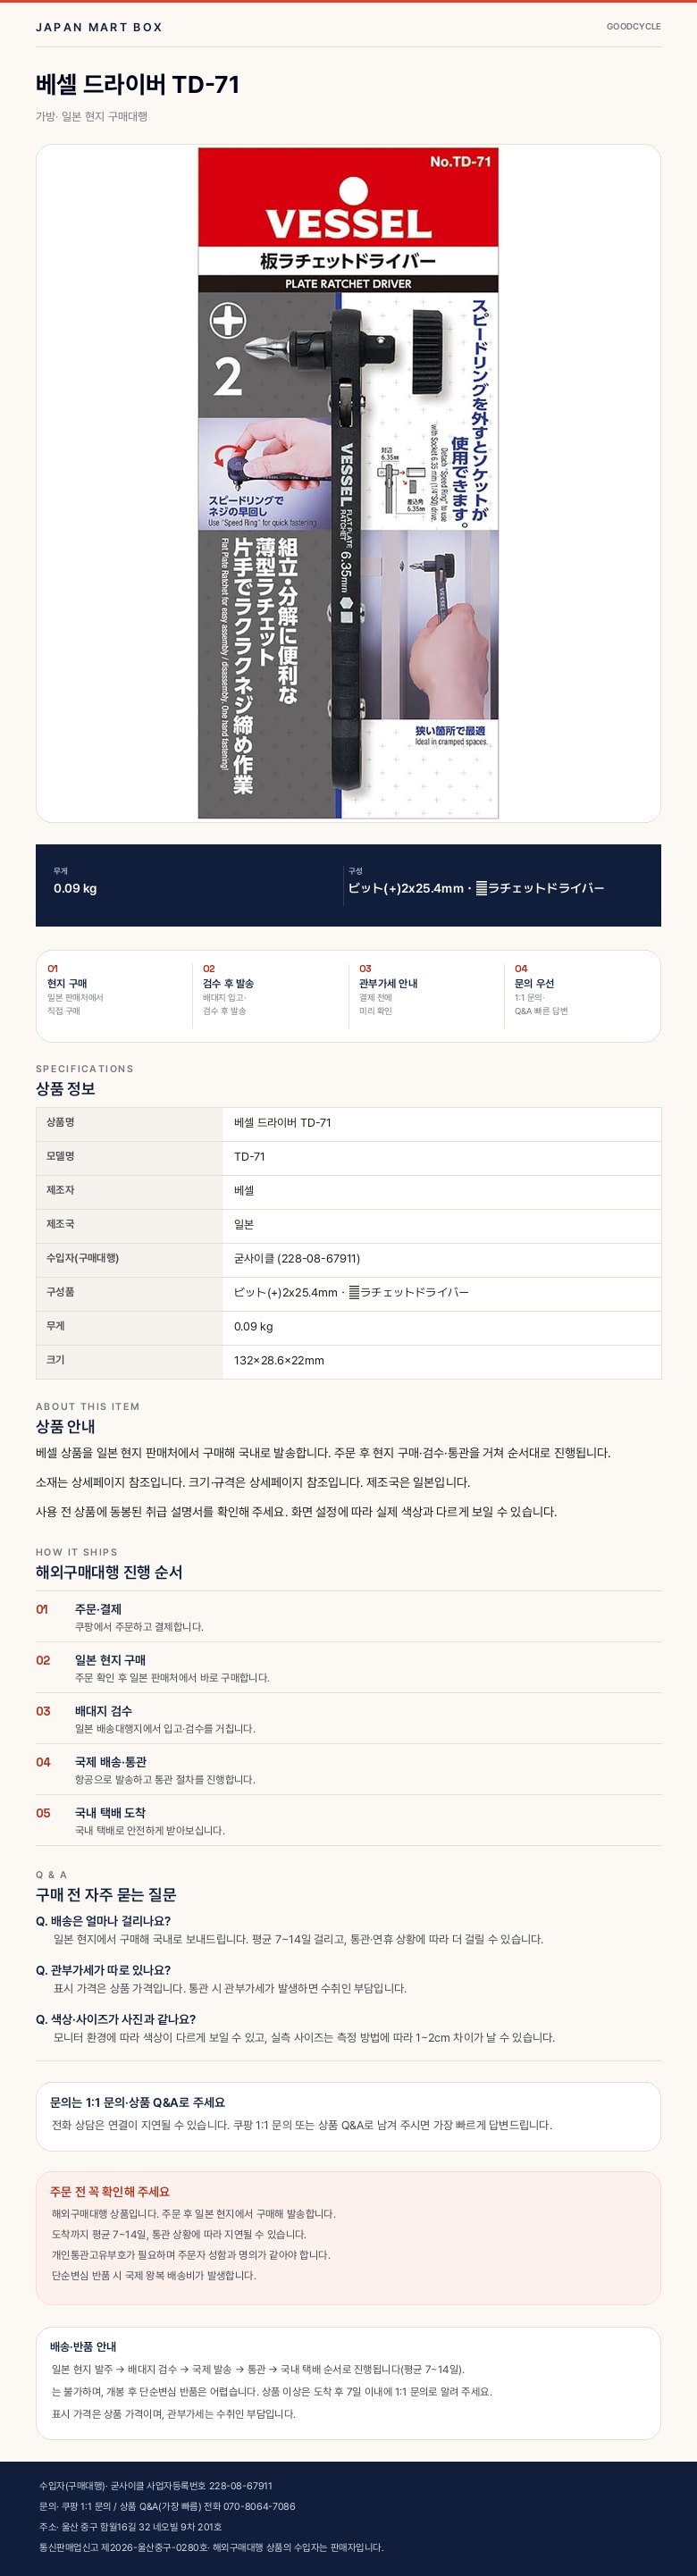 JAPAN MART BOX
GOODCYCLE
베셀 드라이버 TD-71
가방· 일본 현지 구매대행
No.TD-71
VESSEL
板ラチェットドライバー
PLATE RATCHET DRIVER
2
スピードリングを外すとソケットが
使用できます。
Detach "Speed Ring" to use
with Socket 6.35 mm (1/4"SQ) drive.
対辺
6.35㎜
差込角
6.35㎜
スピードリングで
ネジの早回し
Use "Speed Ring" for quick fastening.
VESSEL FLAT PLATE RATCHET 6.35mm
組立・分解に便利な
薄型ラチェット
片手でラクラクネジ締め作業
Flat Plate Ratchet for easy assembly / disassembly. One hand fastening!
狭い箇所で最適
Ideal in cramped spaces.
무게
0.09 kg
구성
ビット(+)2x25.4mm · ラチェットドライバー
01
현지 구매
일본 판매처에서
직접 구매
02
검수 후 발송
배대지 입고·
검수 후 발송
03
관부가세 안내
결제 전에
미리 확인
04
문의 우선
1:1 문의·
Q&A 빠른 답변
SPECIFICATIONS
상품 정보
상품명 베셀 드라이버 TD-71
모델명 TD-71
제조자 베셀
제조국 일본
수입자(구매대행) 굳사이클 (228-08-67911)
구성품 ビット(+)2x25.4mm · ラチェットドライバー
무게 0.09 kg
크기 132×28.6×22mm
ABOUT THIS ITEM
상품 안내
베셀 상품을 일본 현지 판매처에서 구매해 국내로 발송합니다. 주문 후 현지 구매·검수·통관을 거쳐 순서대로 진행됩니다.
소재는 상세페이지 참조입니다. 크기·규격은 상세페이지 참조입니다. 제조국은 일본입니다.
사용 전 상품에 동봉된 취급 설명서를 확인해 주세요. 화면 설정에 따라 실제 색상과 다르게 보일 수 있습니다.
HOW IT SHIPS
해외구매대행 진행 순서
01 주문·결제
쿠팡에서 주문하고 결제합니다.
02 일본 현지 구매
주문 확인 후 일본 판매처에서 바로 구매합니다.
03 배대지 검수
일본 배송대행지에서 입고·검수를 거칩니다.
04 국제 배송·통관
항공으로 발송하고 통관 절차를 진행합니다.
05 국내 택배 도착
국내 택배로 안전하게 받아보십니다.
Q & A
구매 전 자주 묻는 질문
Q. 배송은 얼마나 걸리나요?
일본 현지에서 구매해 국내로 보내드립니다. 평균 7~14일 걸리고, 통관·연휴 상황에 따라 더 걸릴 수 있습니다.
Q. 관부가세가 따로 있나요?
표시 가격은 상품 가격입니다. 통관 시 관부가세가 발생하면 수취인 부담입니다.
Q. 색상·사이즈가 사진과 같나요?
모니터 환경에 따라 색상이 다르게 보일 수 있고, 실측 사이즈는 측정 방법에 따라 1~2cm 차이가 날 수 있습니다.
문의는 1:1 문의·상품 Q&A로 주세요
전화 상담은 연결이 지연될 수 있습니다. 쿠팡 1:1 문의 또는 상품 Q&A로 남겨 주시면 가장 빠르게 답변드립니다.
주문 전 꼭 확인해 주세요
해외구매대행 상품입니다. 주문 후 일본 현지에서 구매해 발송합니다.
도착까지 평균 7~14일, 통관 상황에 따라 지연될 수 있습니다.
개인통관고유부호가 필요하며 주문자 성함과 명의가 같아야 합니다.
단순변심 반품 시 국제 왕복 배송비가 발생합니다.
배송·반품 안내
일본 현지 발주 → 배대지 검수 → 국제 발송 → 통관 → 국내 택배 순서로 진행됩니다(평균 7~14일).
는 불가하며, 개봉 후 단순변심 반품은 어렵습니다. 상품 이상은 도착 후 7일 이내에 1:1 문의로 알려 주세요.
표시 가격은 상품 가격이며, 관부가세는 수취인 부담입니다.
수입자(구매대행)· 굳사이클 사업자등록번호 228-08-67911
문의· 쿠팡 1:1 문의 / 상품 Q&A(가장 빠름) 전화 070-8064-7086
주소· 울산 중구 함월16길 32 네오빌 9차 201호
통신판매업신고 제2026-울산중구-0280호· 해외구매대행 상품의 수입자는 판매자입니다.